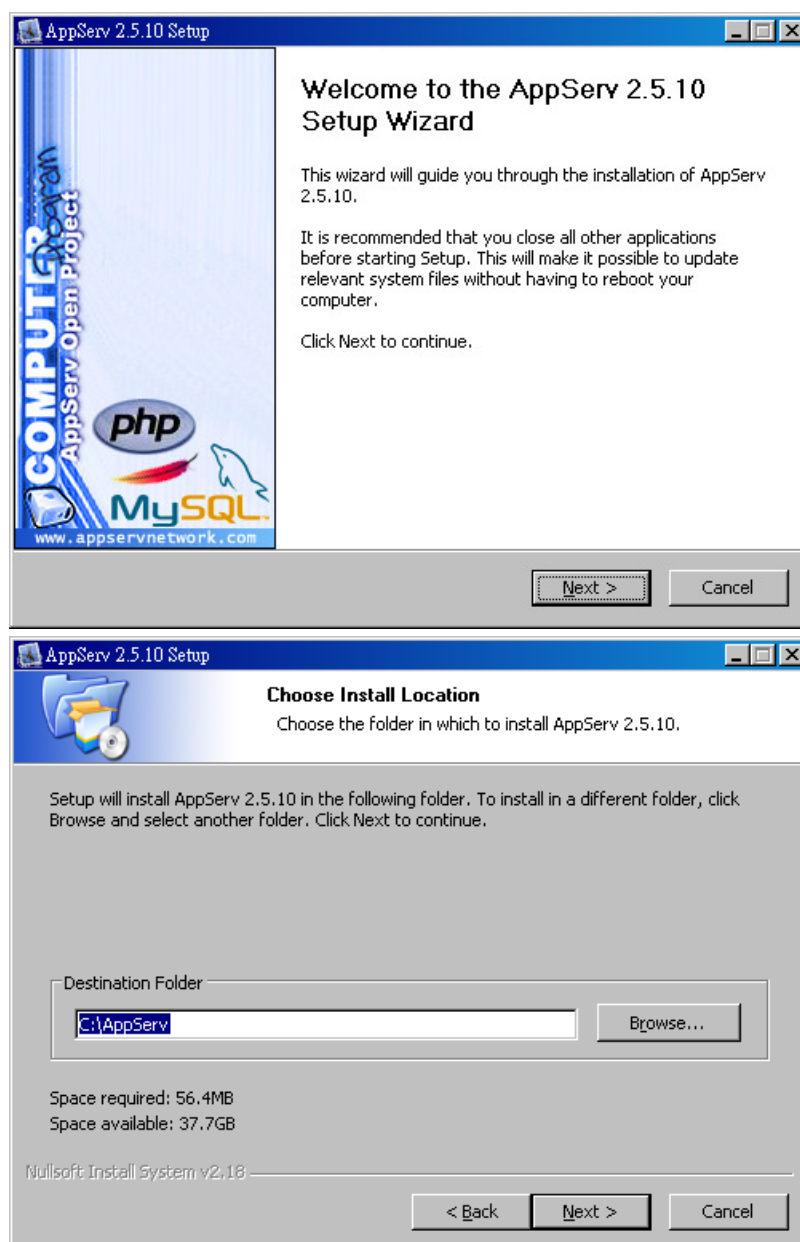 AppServ 2.5.10 Setup
Welcome to the AppServ 2.5.10
Setup Wizard
This wizard will guide you through the installation of AppServ
2.5.10.
It is recommended that you close all other applications
before starting Setup. This will make it possible to update
relevant system files without having to reboot your
computer.
Click Next to continue.
COMPUTER
Program
AppServ Open Project
php
MySQL
www.appservnetwork.com
Next >
Cancel
AppServ 2.5.10 Setup
Choose Install Location
Choose the folder in which to install AppServ 2.5.10.
Setup will install AppServ 2.5.10 in the following folder. To install in a different folder, click
Browse and select another folder. Click Next to continue.
Destination Folder
C:\AppServ
Browse...
Space required: 56.4MB
Space available: 37.7GB
Nullsoft Install System v2.18
< Back
Next >
Cancel